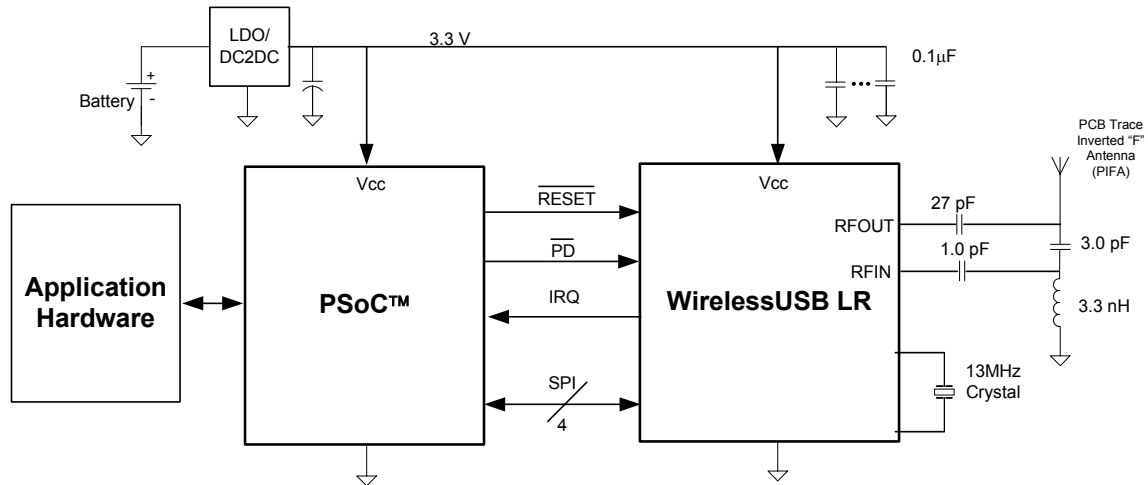 LDO/
DC2DC
3.3 V
0.1μF
+
-
Battery
PCB Trace
Inverted “F”
Antenna
(PIFA)
Vcc
Vcc
RESET
27 pF
RFOUT
PD
1.0 pF
3.0 pF
RFIN
Application
Hardware
PSoC™
IRQ
WirelessUSB LR
3.3 nH
SPI
4
13MHz
Crystal